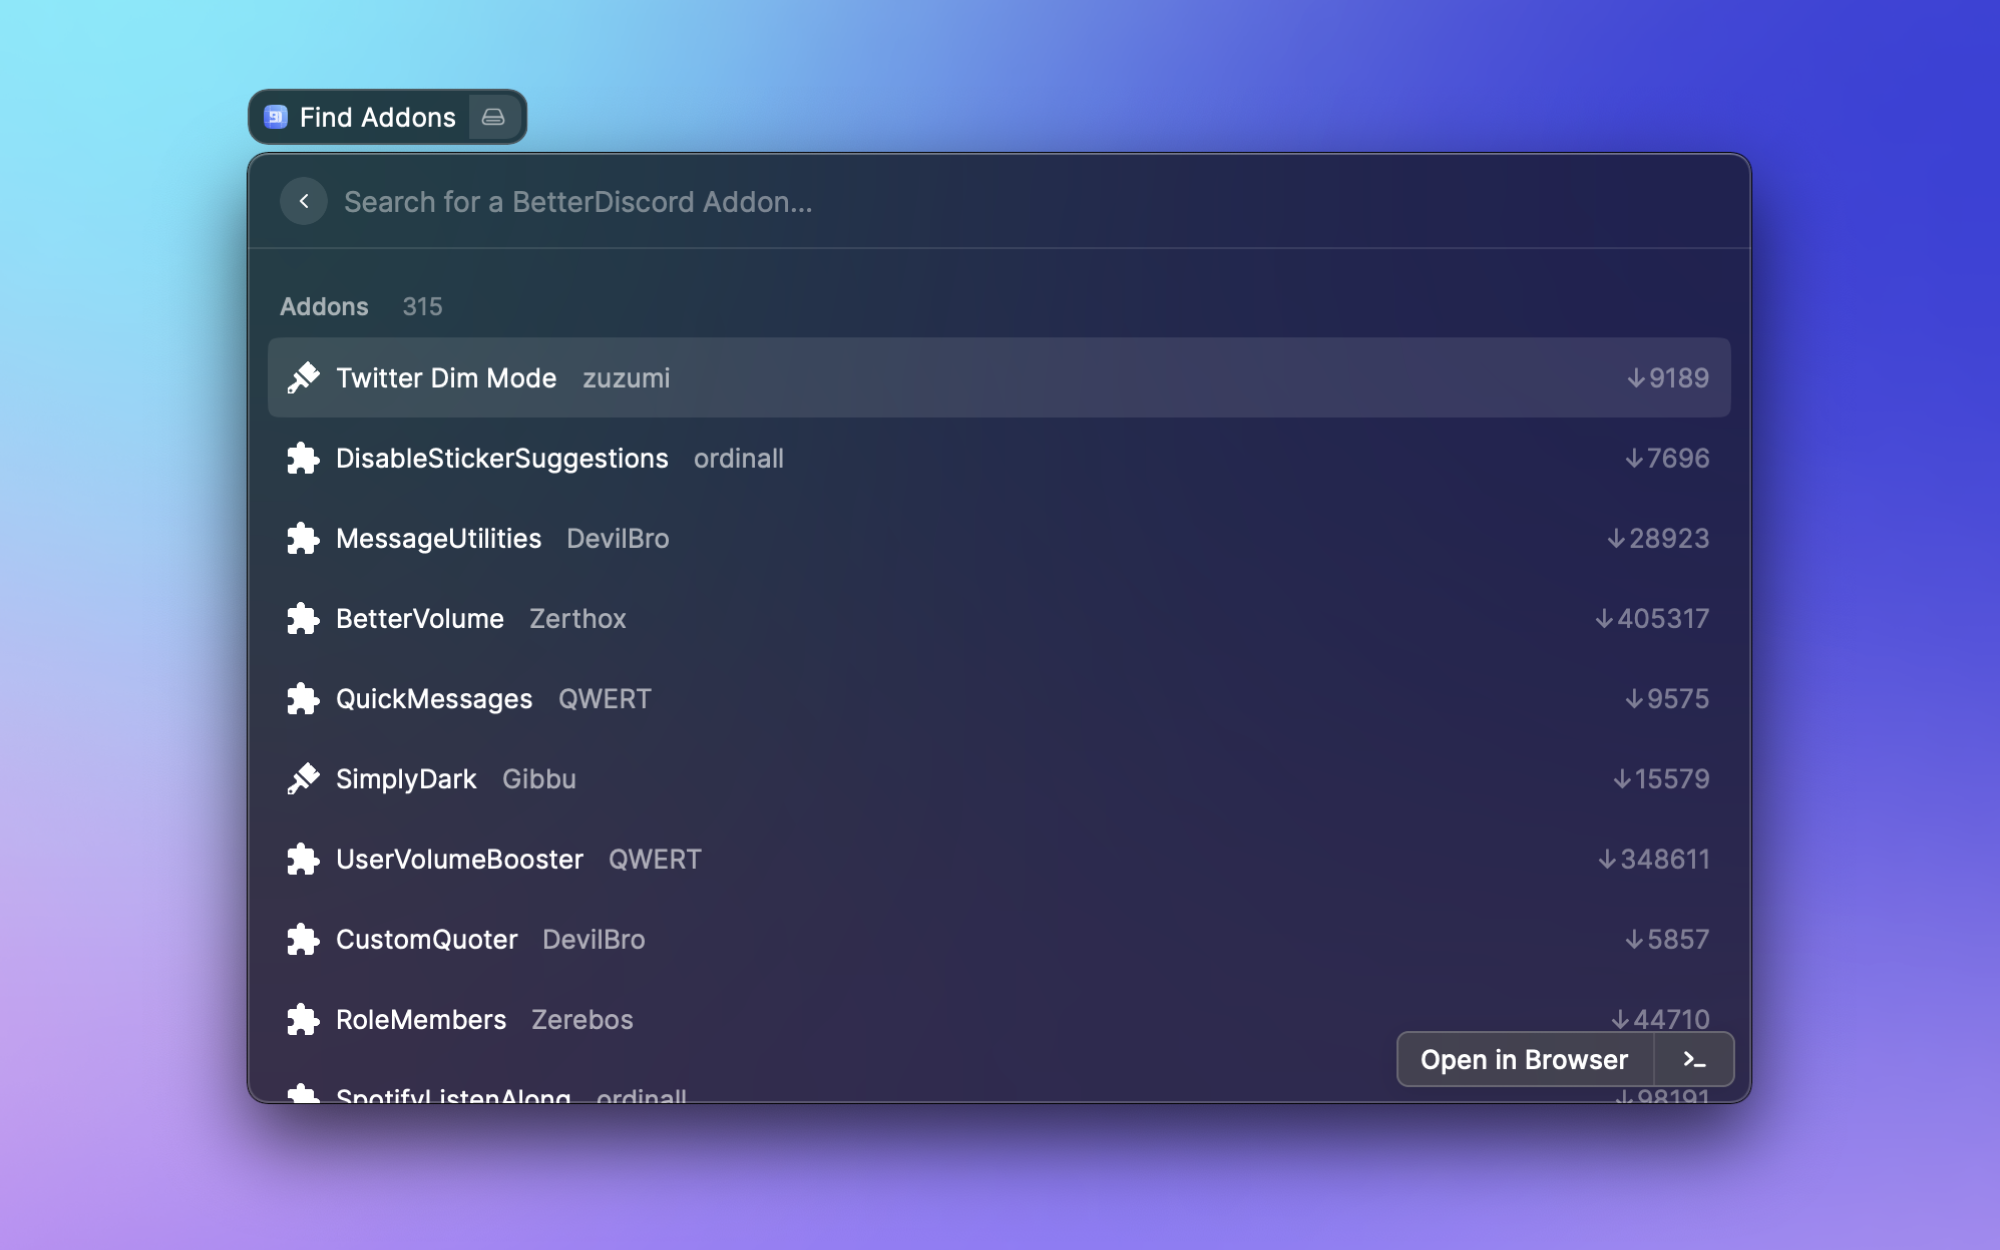 Find Addons
Search for a BetterDiscord Addon...
Addons 315
Twitter Dim Mode zuzumi ↓9189
DisableStickerSuggestions ordinall ↓7696
MessageUtilities DevilBro ↓28923
BetterVolume Zerthox ↓405317
QuickMessages QWERT ↓9575
SimplyDark Gibbu ↓15579
UserVolumeBooster QWERT ↓348611
CustomQuoter DevilBro ↓5857
RoleMembers Zerebos ↓44710
Open in Browser >_
SpotifyListenAlong ordinall ↓98191